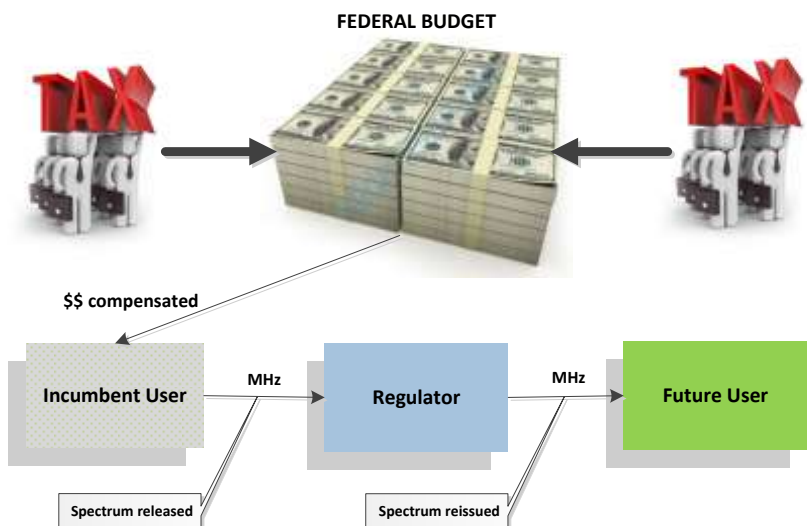 FEDERAL BUDGET
TAX
TAX
$$ compensated
Incumbent User
MHz
Regulator
MHz
Future User
Spectrum released
Spectrum reissued